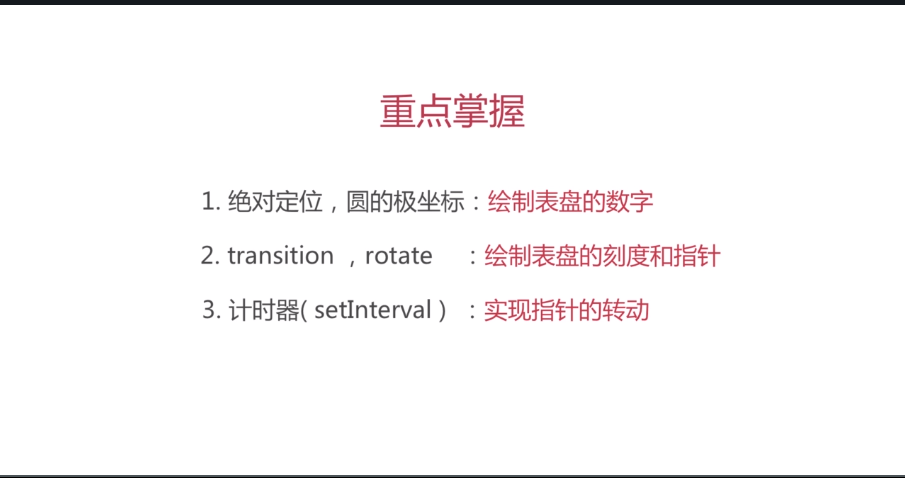 重点掌握
1. 绝对定位，圆的极坐标：绘制表盘的数字
2. transition ，rotate ：绘制表盘的刻度和指针
3. 计时器( setInterval ) ：实现指针的转动